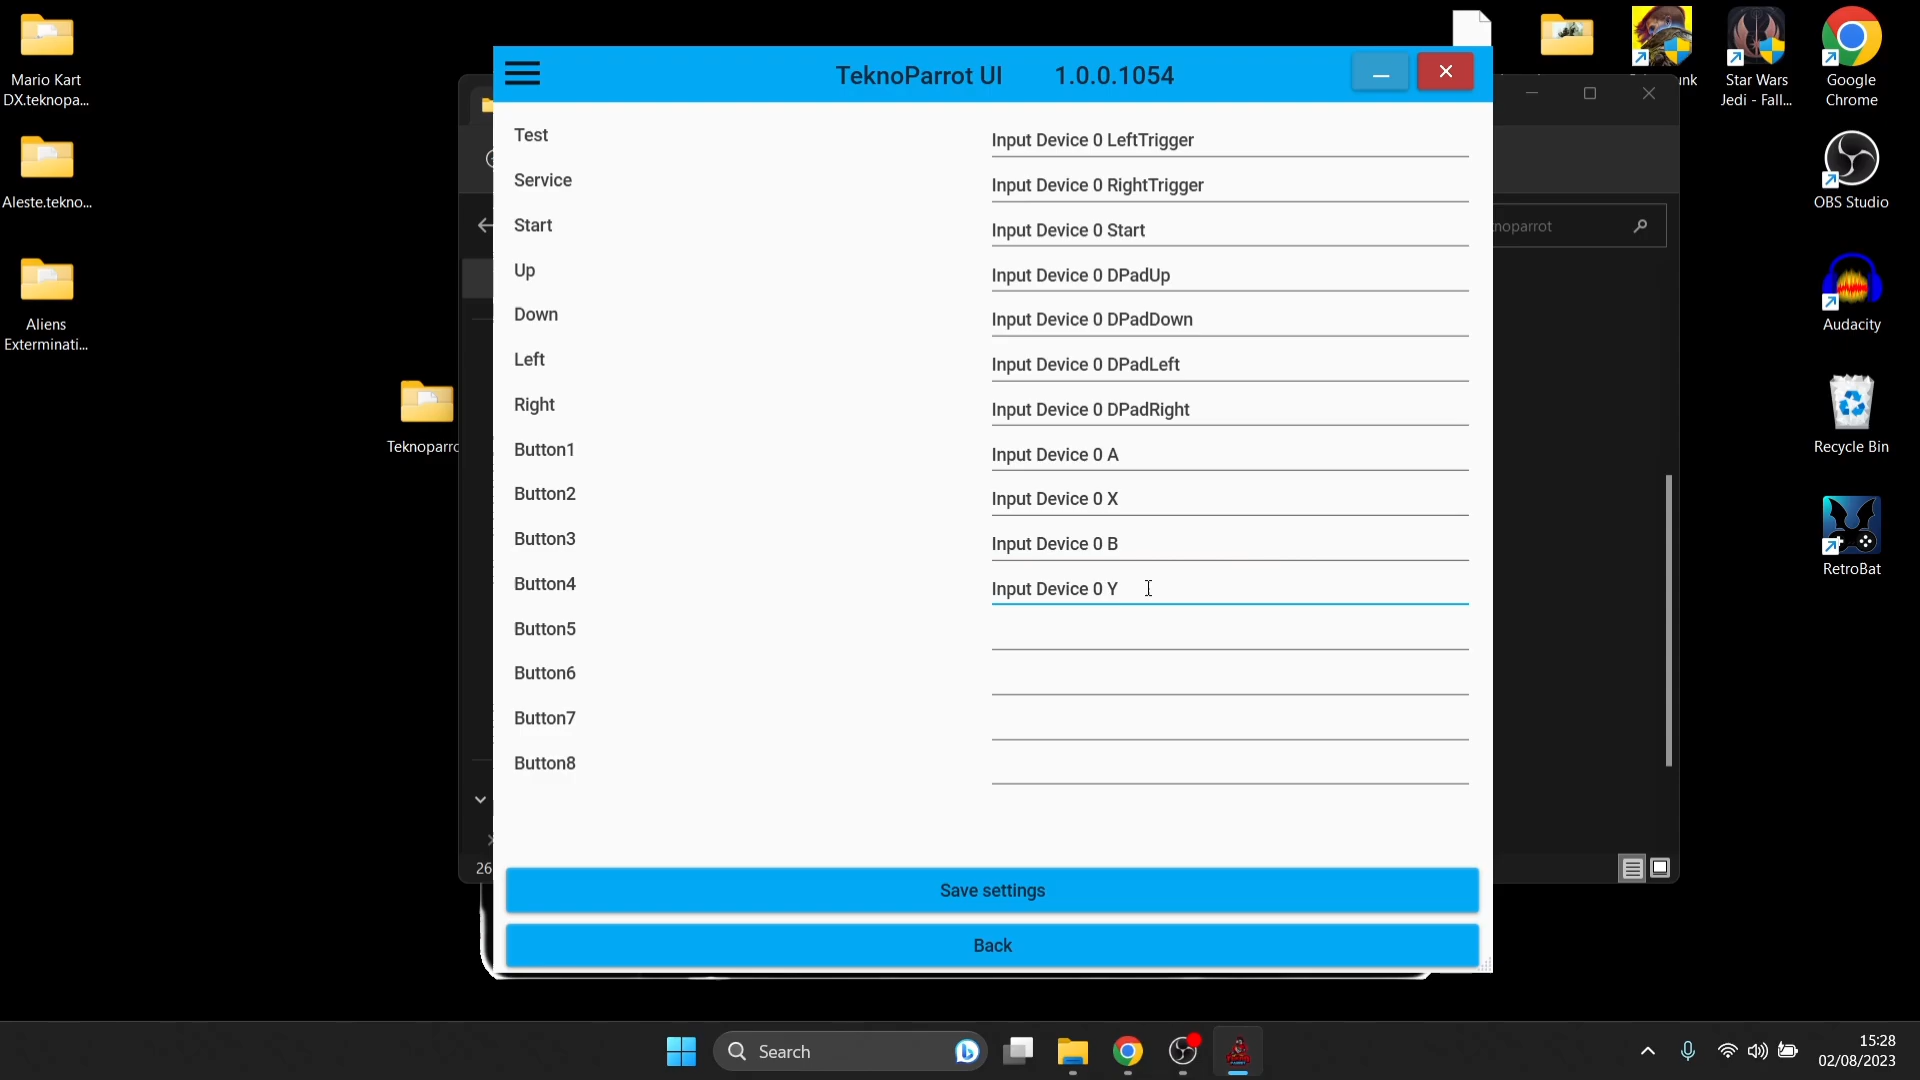 Mario Kart
DX.teknopa...
Aleste.tekno...
Aliens
Exterminati...
Teknoparro
TeknoParrot UI 1.0.0.1054
Test Input Device 0 LeftTrigger
Service Input Device 0 RightTrigger
Start Input Device 0 Start
Up Input Device 0 DPadUp
Down Input Device 0 DPadDown
Left Input Device 0 DPadLeft
Right Input Device 0 DPadRight
Button1 Input Device 0 A
Button2 Input Device 0 X
Button3 Input Device 0 B
Button4 Input Device 0 Y
Button5
Button6
Button7
Button8
Save settings
Back
noparrot
26
unk
Star Wars
Jedi - Fall...
Google
Chrome
OBS Studio
Audacity
Recycle Bin
RetroBat
Search
15:28
02/08/2023